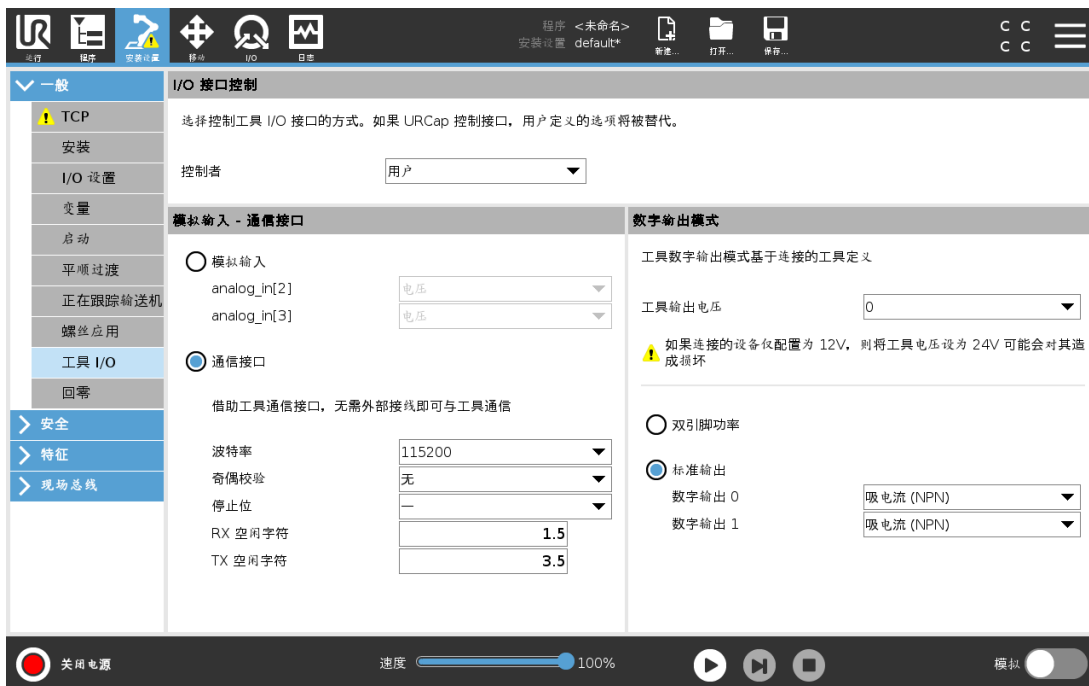 程序 <未命名>
安装设置 default*
新建...
打开...
保存...
C C
C C
运行
程序
安装设置
移动
I/O
日志
一般
TCP
安装
I/O 设置
变量
启动
平顺过渡
正在跟踪输送机
螺丝应用
工具 I/O
回零
安全
特征
现场总线
I/O 接口控制
选择控制工具 I/O 接口的方式。如果 URCap 控制接口，用户定义的选项将被替代。
控制者 用户
模拟输入 - 通信接口
模拟输入
analog_in[2] 电压
analog_in[3] 电压
通信接口
借助工具通信接口，无需外部接线即可与工具通信
波特率 115200
奇偶校验 无
停止位 一
RX 空闲字符 1.5
TX 空闲字符 3.5
数字输出模式
工具数字输出模式基于连接的工具定义
工具输出电压 0
如果连接的设备仅配置为 12V，则将工具电压设为 24V 可能会对其造
成损坏
双引脚功率
标准输出
数字输出 0 吸电流 (NPN)
数字输出 1 吸电流 (NPN)
关闭电源
速度 100%
模拟